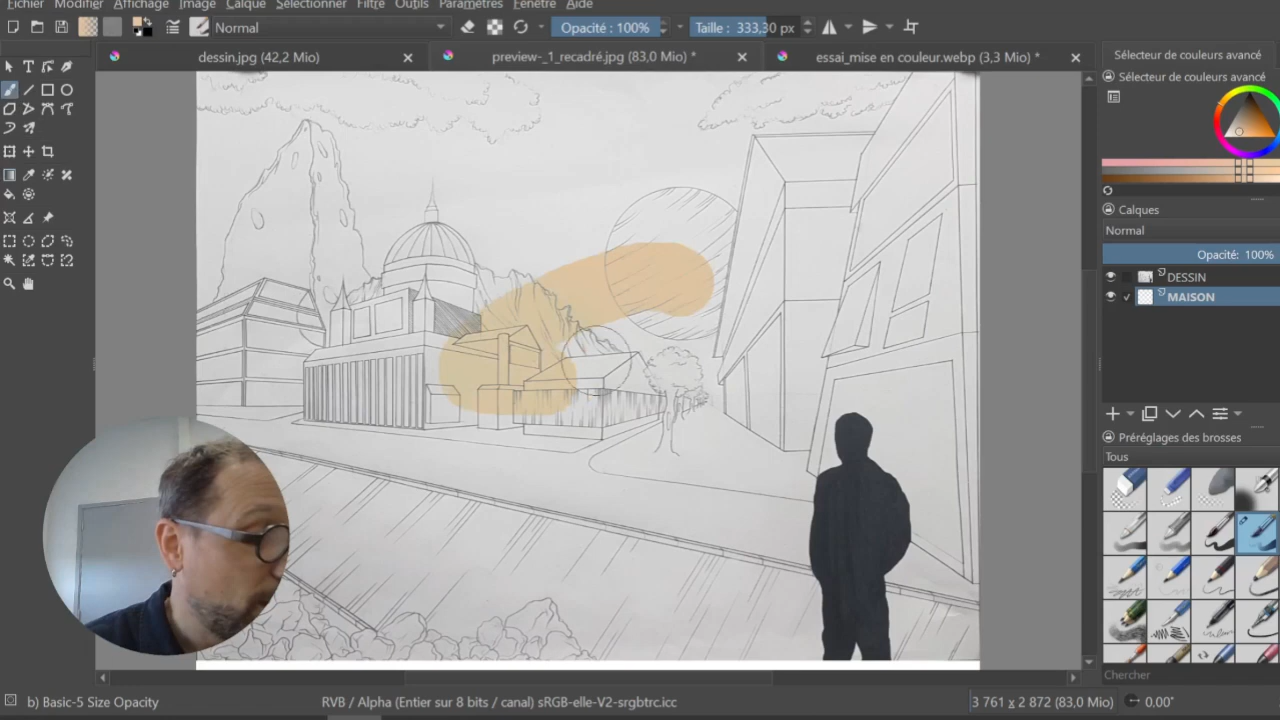 Fichier Modifier Affichage Image Calque Sélectionner Filtre Outils Paramètres Fenêtre Aide
Normal Opacité : 100% Taille : 333,30 px
dessin.jpg (42,2 Mio) preview-_1_recadré.jpg (83,0 Mio) * essai_mise en couleur.webp (3,3 Mio) *
Sélecteur de couleurs avancé
Sélecteur de couleurs avancé
Calques
Normal
Opacité: 100%
DESSIN
MAISON
Préréglages des brosses
Tous
Chercher
b) Basic-5 Size Opacity RVB / Alpha (Entier sur 8 bits / canal) sRGB-elle-V2-srgbtrc.icc 3 761 x 2 872 (83,0 Mio) 0.00°